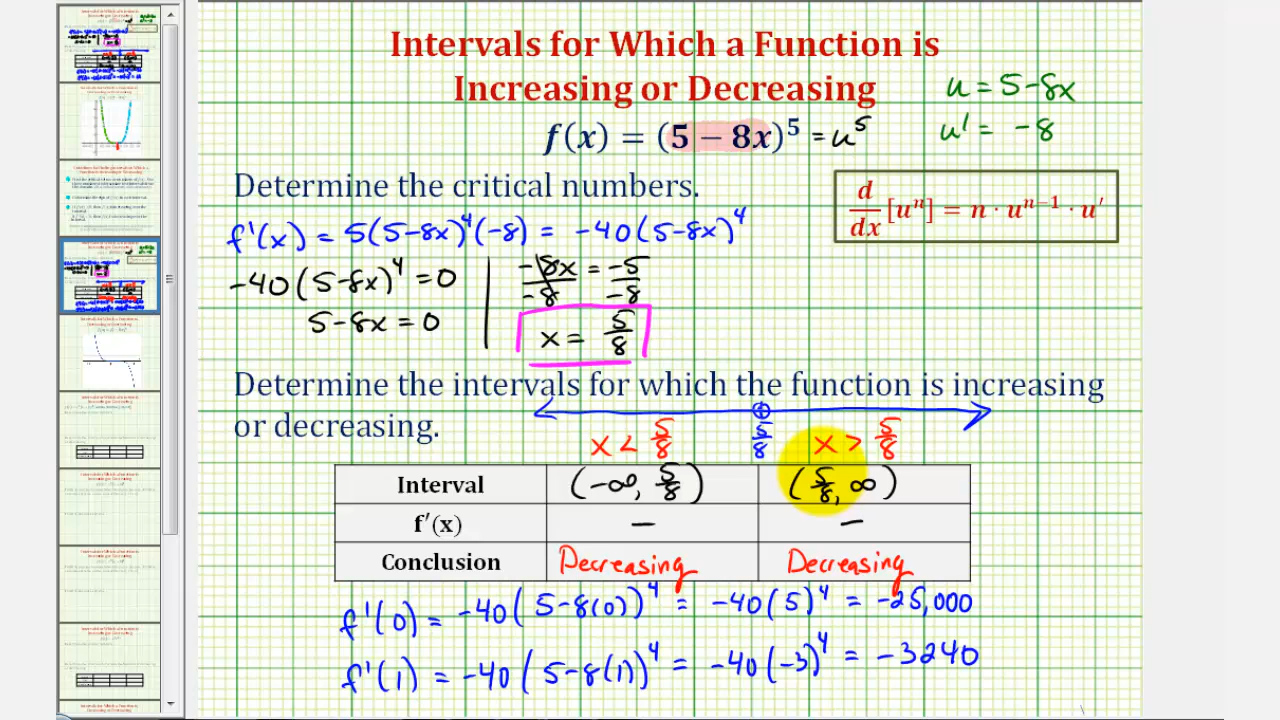 Intervals for Which a Function is
Increasing or Decreasing
u = 5-8x
f(x) = (5 − 8x)⁵ = u⁵
u' = -8
Determine the critical numbers.
d/dx [uⁿ] = n · uⁿ⁻¹ · u′
f'(x) = 5(5-8x)⁴(-8) = -40(5-8x)⁴
-40(5-8x)⁴ = 0
5-8x = 0
-8x/-8 = -5/-8
x = 5/8
Determine the intervals for which the function is increasing
or decreasing.
5/8
x < 5/8 x > 5/8
Interval (-∞, 5/8) (5/8, ∞)
f′(x) − −
Conclusion Decreasing Decreasing
f'(0) = -40(5-8(0))⁴ = -40(5)⁴ = -25,000
f'(1) = -40(5-8(1))⁴ = -40(-3)⁴ = -3240